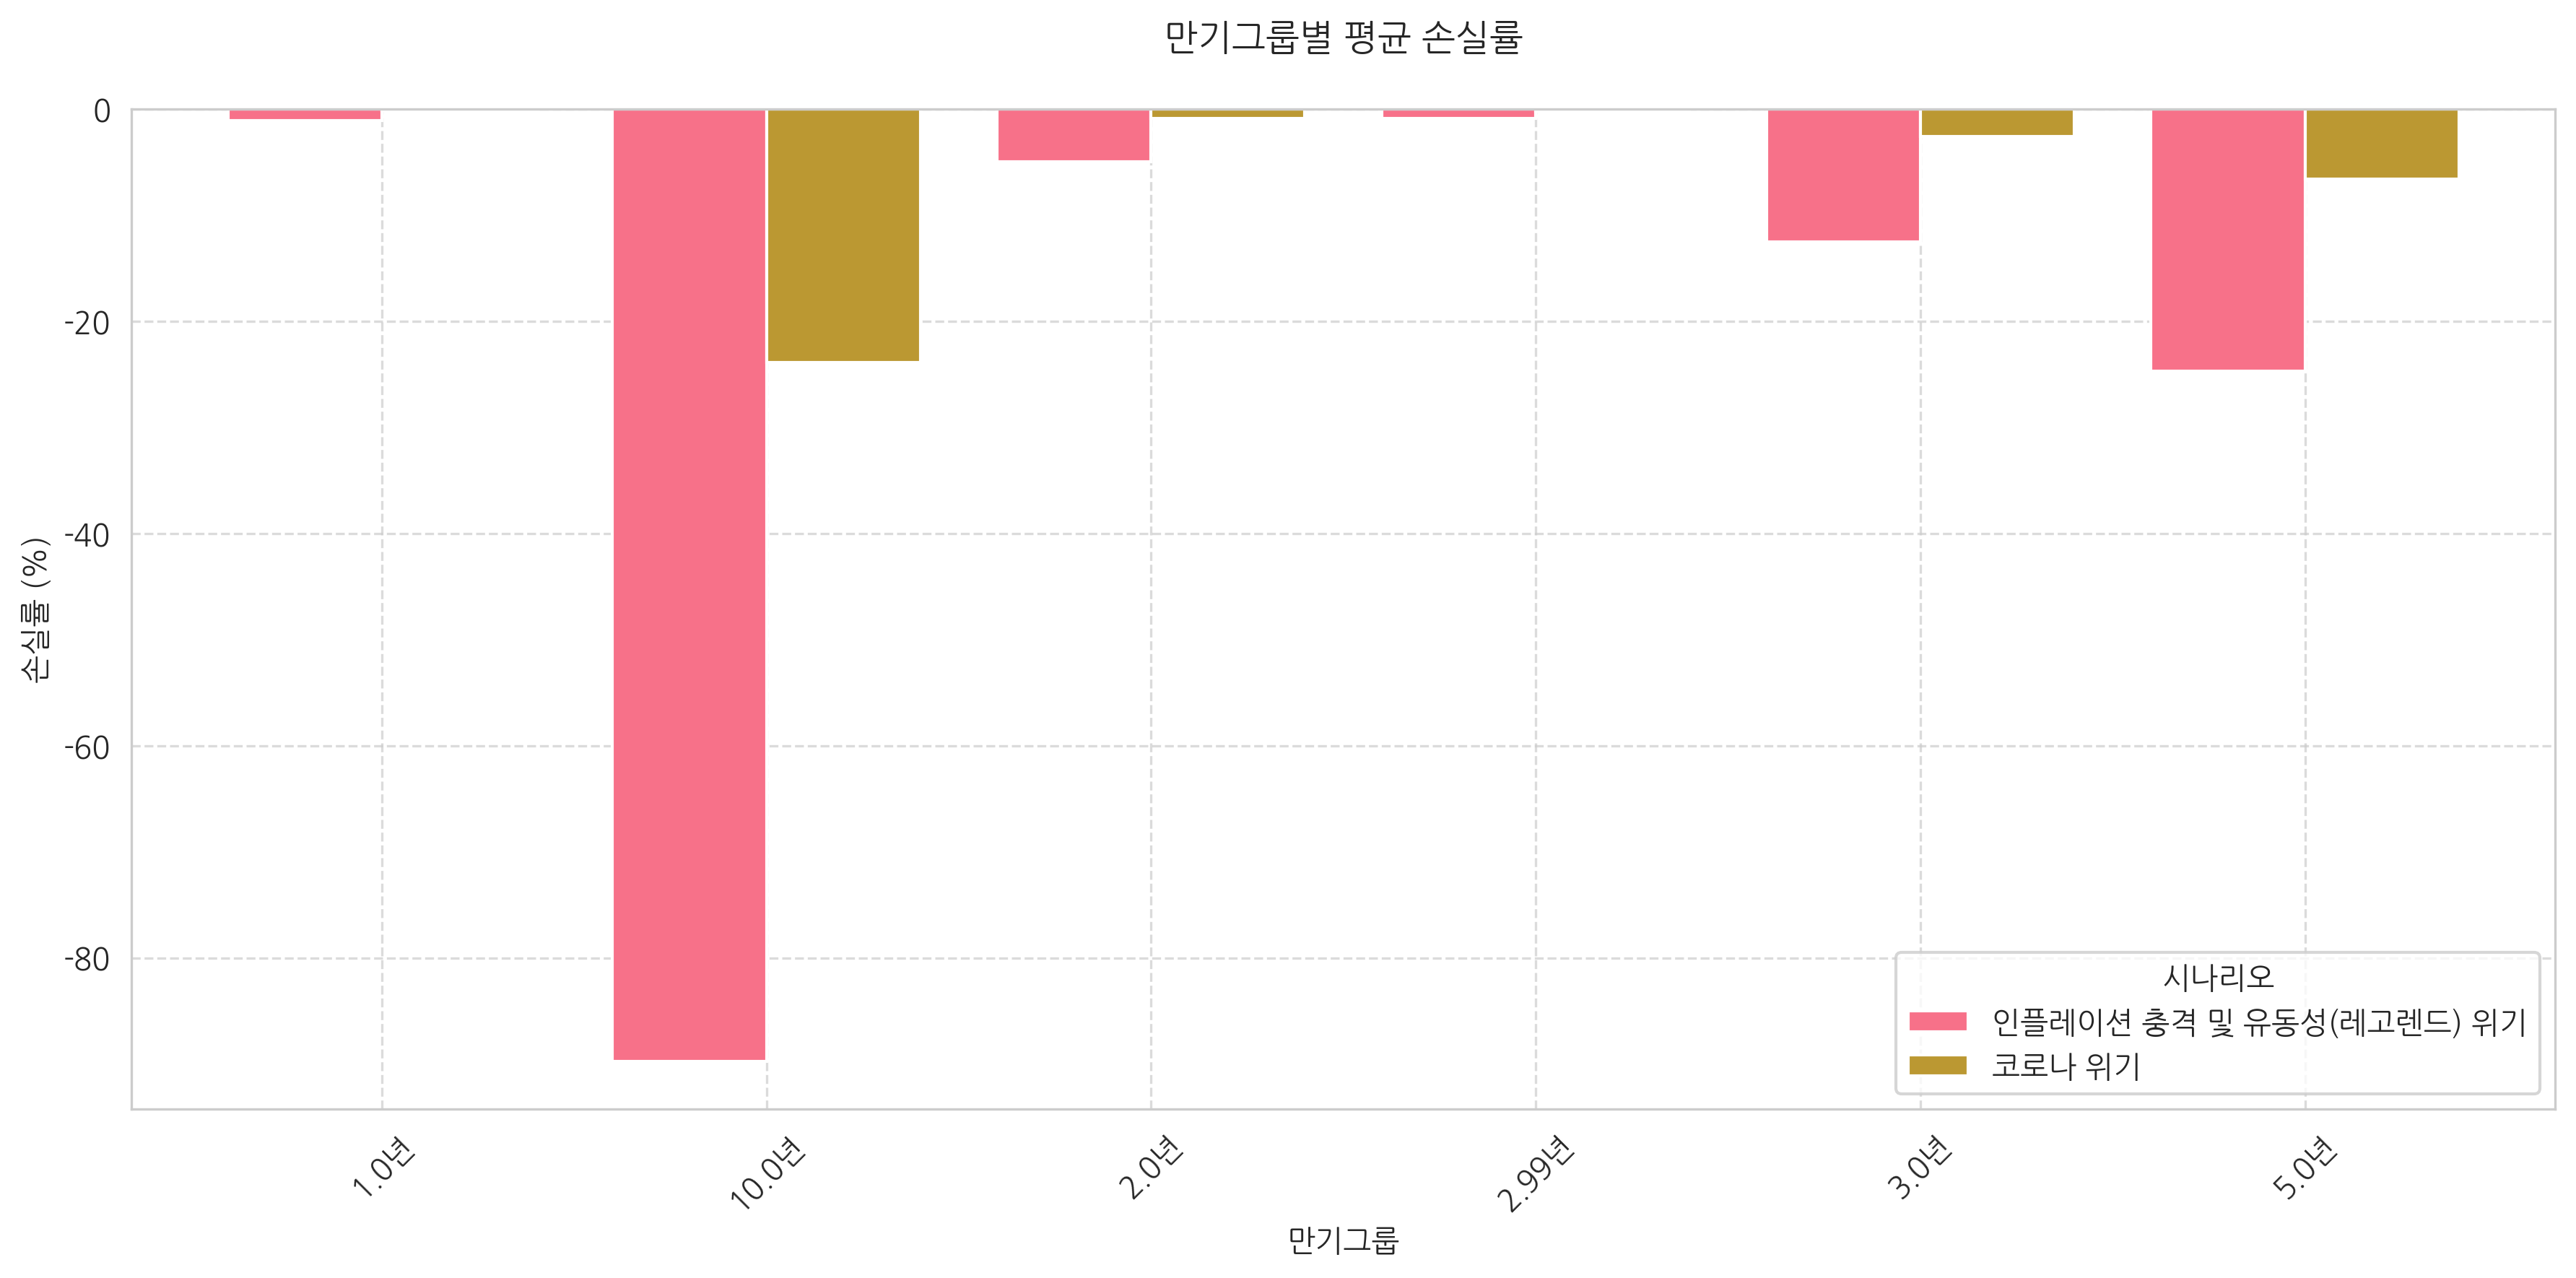 만기그룹별 평균 손실률
0
-20
-40
-60
-80
손실률 (%)
시나리오
인플레이션 충격 및 유동성(레고렌드) 위기
코로나 위기
1.0년
10.0년
2.0년
2.99년
3.0년
5.0년
만기그룹